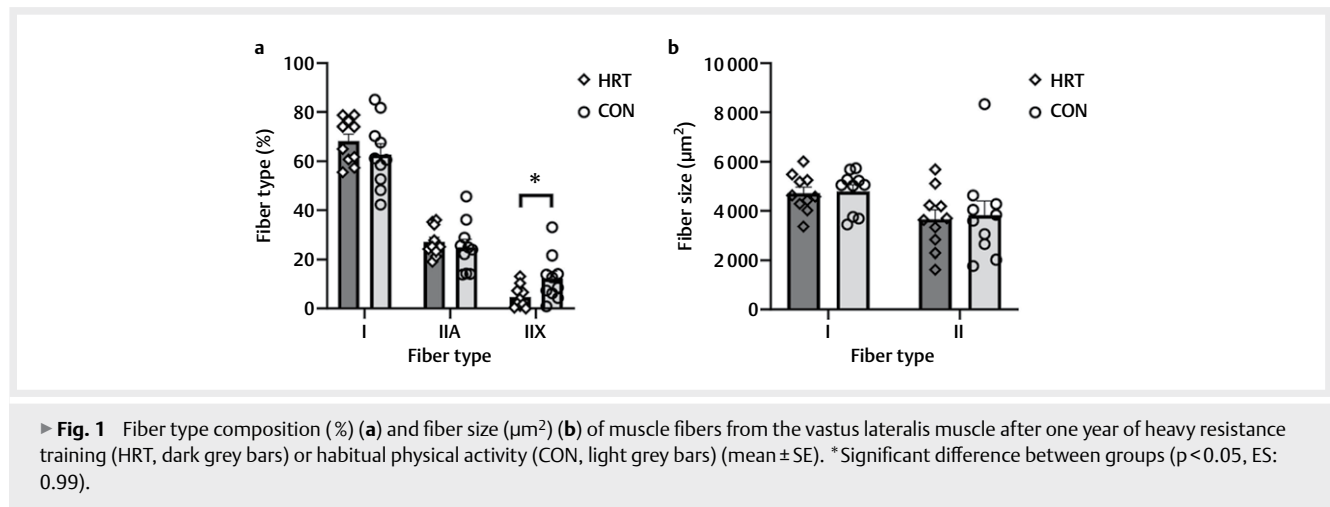 a
100
80
60
40
20
0
Fiber type (%)
HRT
CON
*
I IIA IIX
Fiber type
b
10 000
8 000
6 000
4 000
2 000
0
Fiber size (µm²)
HRT
CON
I II
Fiber type
▶ Fig. 1 Fiber type composition (%) (a) and fiber size (µm²) (b) of muscle fibers from the vastus lateralis muscle after one year of heavy resistance
training (HRT, dark grey bars) or habitual physical activity (CON, light grey bars) (mean ± SE). *Significant difference between groups (p < 0.05, ES:
0.99).